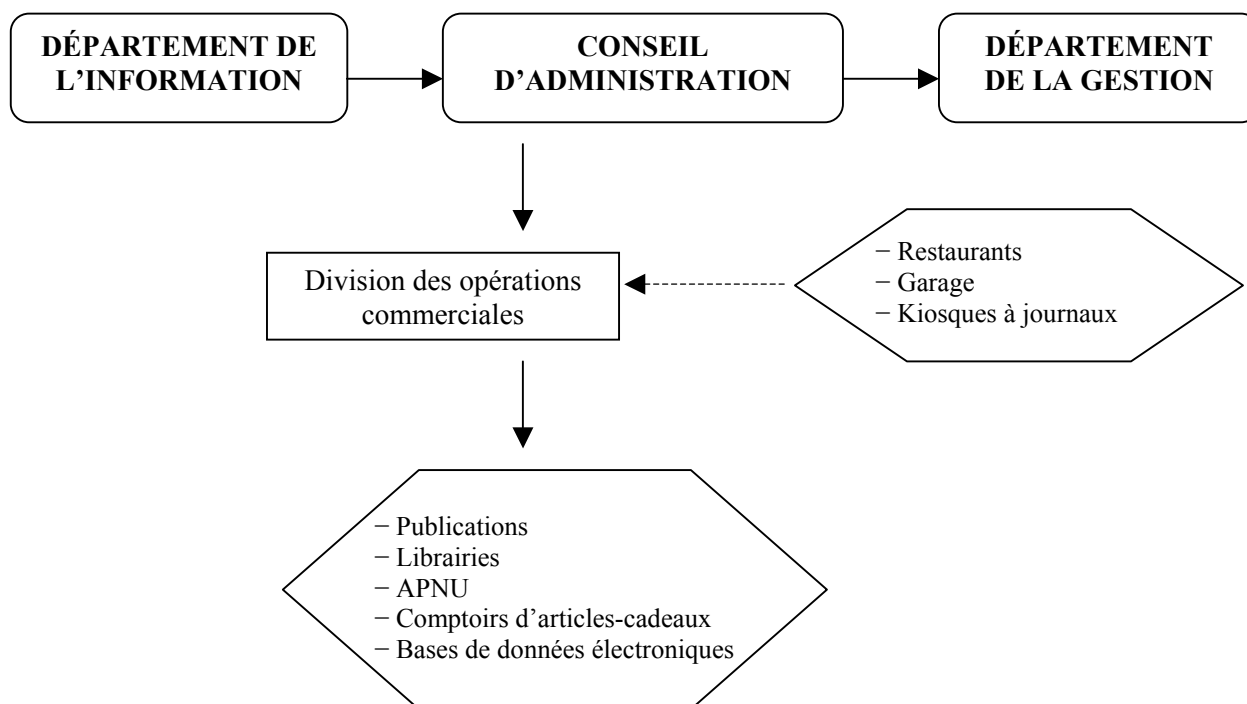 DÉPARTEMENT DE
L’INFORMATION
CONSEIL
D’ADMINISTRATION
DÉPARTEMENT
DE LA GESTION
Division des opérations
commerciales
− Restaurants
− Garage
− Kiosques à journaux
− Publications
− Librairies
− APNU
− Comptoirs d’articles-cadeaux
− Bases de données électroniques